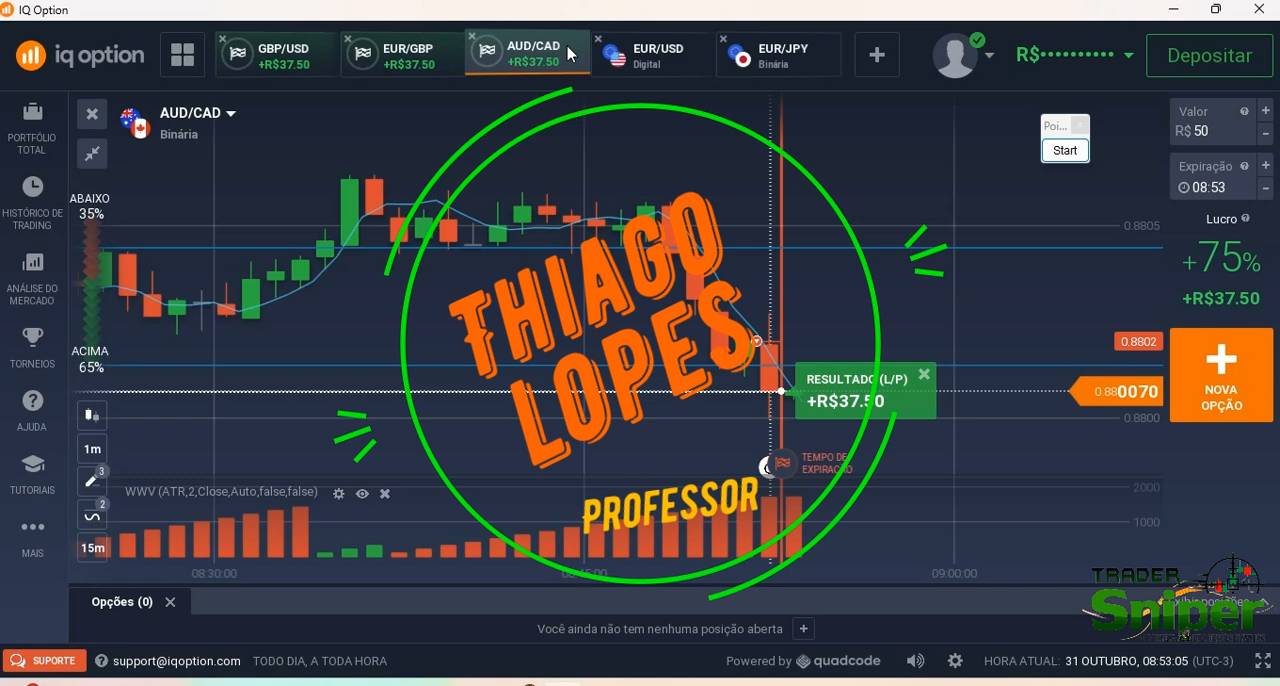 IQ Option
iq option
GBP/USD
+R$37.50
EUR/GBP
+R$37.50
AUD/CAD
+R$37.50
EUR/USD
Digital
EUR/JPY
Binária
R$••••••••••
Depositar
PORTFÓLIO
TOTAL
HISTÓRICO DE
TRADING
ANÁLISE DO
MERCADO
TORNEIOS
AJUDA
TUTORIAIS
MAIS
AUD/CAD
Binária
ABAIXO
35%
ACIMA
65%
1m
3
2
15m
WWV (ATR,2,Close,Auto,false,false)
THIAGO
LOPES
PROFESSOR
RESULTADO (L/P)
+R$37.50
TEMPO DE
EXPIRAÇÃO
Poi...
Start
0.8805
0.8802
0.880070
0.8800
2000
1000
08:30:00
08:45:00
09:00:00
Valor
R$ 50
Expiração
08:53
Lucro
+75%
+R$37.50
NOVA
OPÇÃO
TRADER
Sniper
Opções (0)
Você ainda não tem nenhuma posição aberta
SUPORTE
support@iqoption.com
TODO DIA, A TODA HORA
Powered by quadcode
HORA ATUAL: 31 OUTUBRO, 08:53:05 (UTC-3)